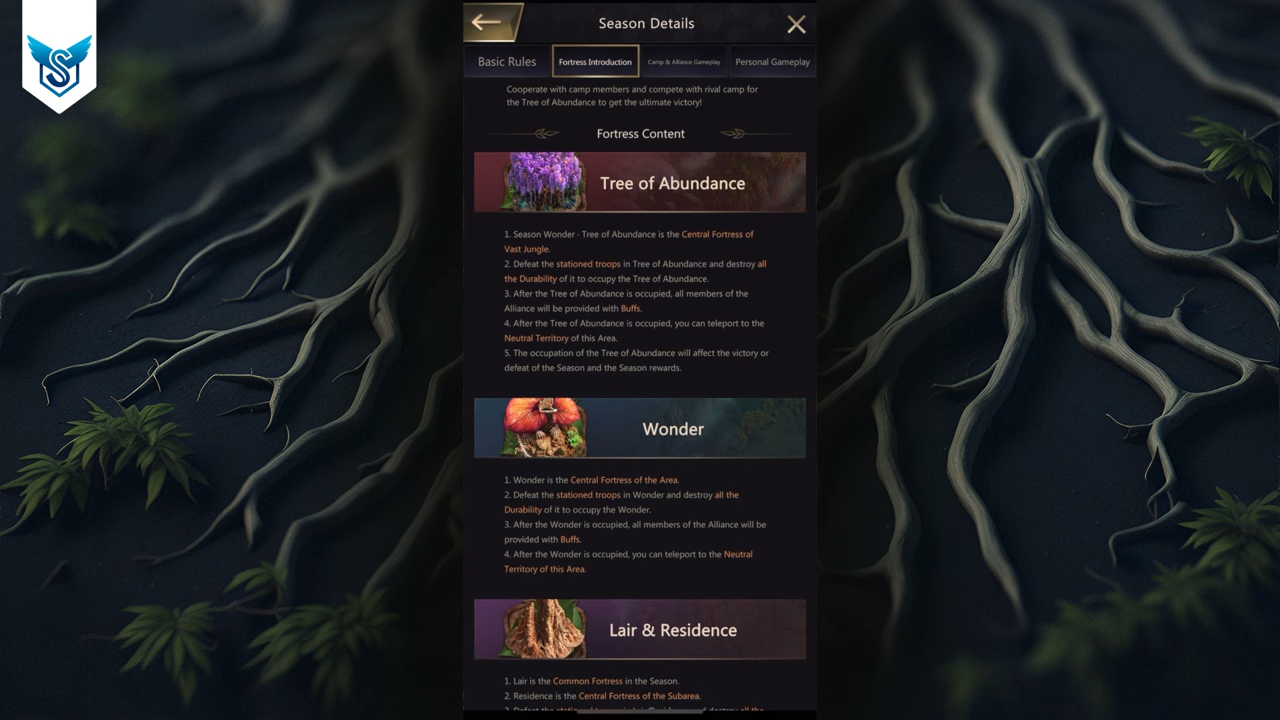 S
Season Details
Basic Rules
Fortress Introduction
Camp & Alliance Gameplay
Personal Gameplay
Cooperate with camp members and compete with rival camp for
the Tree of Abundance to get the ultimate victory!
Fortress Content
Tree of Abundance
1. Season Wonder - Tree of Abundance is the Central Fortress of
Vast Jungle.
2. Defeat the stationed troops in Tree of Abundance and destroy all
the Durability of it to occupy the Tree of Abundance.
3. After the Tree of Abundance is occupied, all members of the
Alliance will be provided with Buffs.
4. After the Tree of Abundance is occupied, you can teleport to the
Neutral Territory of this Area.
5. The occupation of the Tree of Abundance will affect the victory or
defeat of the Season and the Season rewards.
Wonder
1. Wonder is the Central Fortress of the Area.
2. Defeat the stationed troops in Wonder and destroy all the
Durability of it to occupy the Wonder.
3. After the Wonder is occupied, all members of the Alliance will be
provided with Buffs.
4. After the Wonder is occupied, you can teleport to the Neutral
Territory of this Area.
Lair & Residence
1. Lair is the Common Fortress in the Season.
2. Residence is the Central Fortress of the Subarea.